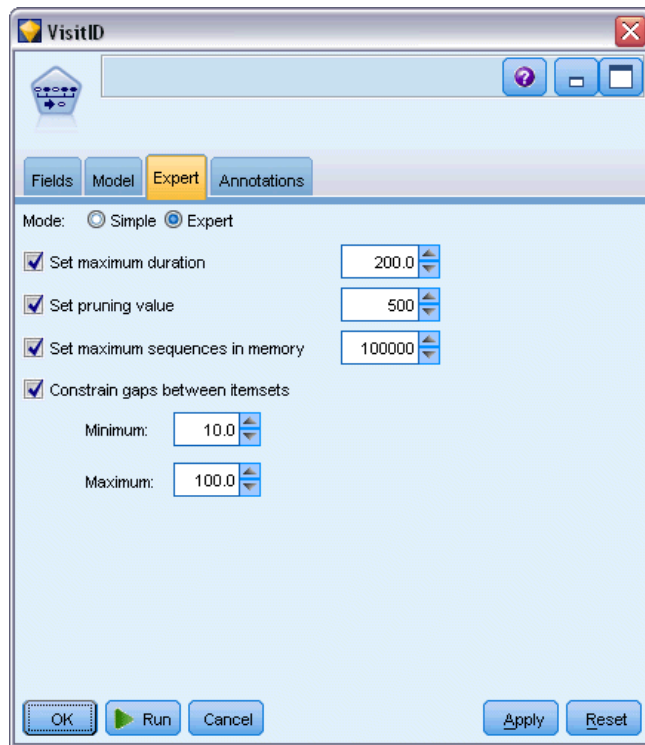 VisitID
Fields Model Expert Annotations
Mode: Simple Expert
Set maximum duration 200.0
Set pruning value 500
Set maximum sequences in memory 100000
Constrain gaps between itemsets
Minimum: 10.0
Maximum: 100.0
OK Run Cancel Apply Reset